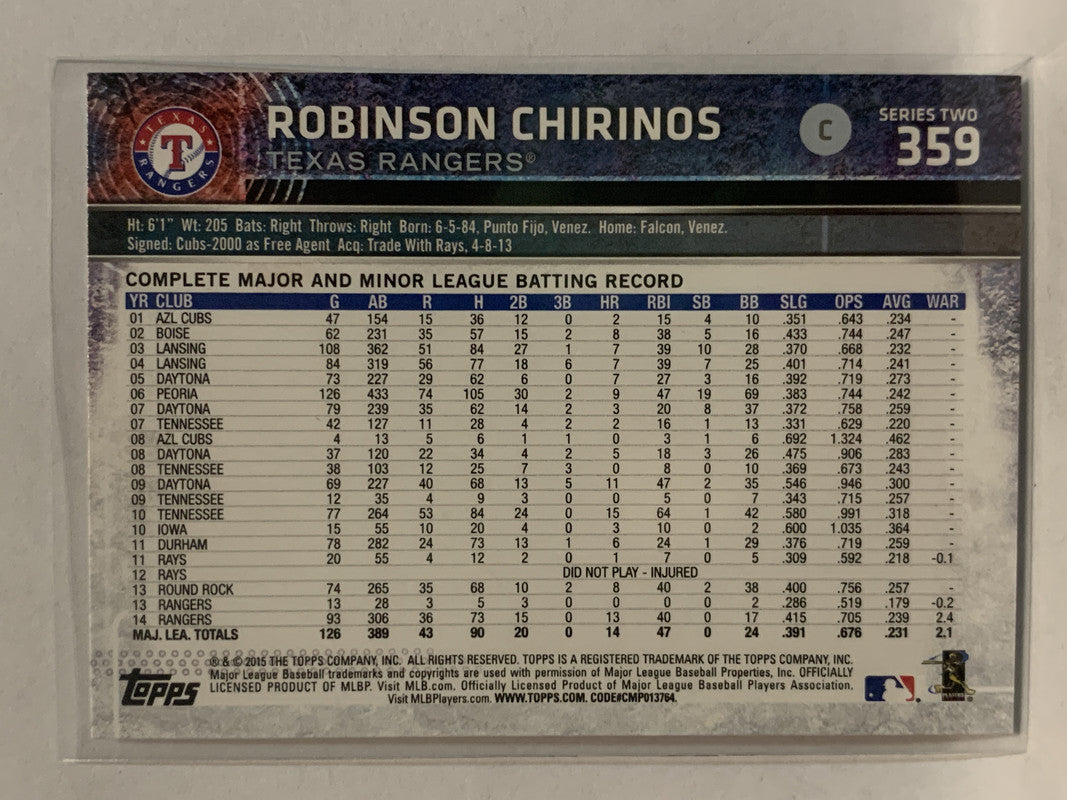 TEXAS
T
RANGERS
ROBINSON CHIRINOS
TEXAS RANGERS®
C
SERIES TWO
359
Ht: 6'1" Wt: 205 Bats: Right Throws: Right Born: 6-5-84, Punto Fijo, Venez. Home: Falcon, Venez.
Signed: Cubs-2000 as Free Agent Acq: Trade With Rays, 4-8-13
COMPLETE MAJOR AND MINOR LEAGUE BATTING RECORD
YR CLUB G AB R H 2B 3B HR RBI SB BB SLG OPS AVG WAR
01 AZL CUBS 47 154 15 36 12 0 2 15 4 10 .351 .643 .234 -
02 BOISE 62 231 35 57 15 2 8 38 5 16 .433 .744 .247 -
03 LANSING 108 362 51 84 27 1 7 39 10 28 .370 .668 .232 -
04 LANSING 84 319 56 77 18 6 7 39 7 25 .401 .714 .241 -
05 DAYTONA 73 227 29 62 6 0 7 27 3 16 .392 .719 .273 -
06 PEORIA 126 433 74 105 30 2 9 47 19 69 .383 .744 .242 -
07 DAYTONA 79 239 35 62 14 2 3 20 8 37 .372 .758 .259 -
07 TENNESSEE 42 127 11 28 4 2 2 16 1 13 .331 .629 .220 -
08 AZL CUBS 4 13 5 6 1 1 0 3 1 6 .692 1.324 .462 -
08 DAYTONA 37 120 22 34 4 2 5 18 3 26 .475 .906 .283 -
08 TENNESSEE 38 103 12 25 7 3 0 8 0 10 .369 .673 .243 -
09 DAYTONA 69 227 40 68 13 5 11 47 2 35 .546 .946 .300 -
09 TENNESSEE 12 35 4 9 3 0 0 5 0 7 .343 .715 .257 -
10 TENNESSEE 77 264 53 84 24 0 15 64 1 42 .580 .991 .318 -
10 IOWA 15 55 10 20 4 0 3 10 0 2 .600 1.035 .364 -
11 DURHAM 78 282 24 73 13 1 6 24 1 29 .376 .719 .259 -
11 RAYS 20 55 4 12 2 0 1 7 0 5 .309 .592 .218 -0.1
12 RAYS DID NOT PLAY - INJURED
13 ROUND ROCK 74 265 35 68 10 2 8 40 2 38 .400 .756 .257 -
13 RANGERS 13 28 3 5 3 0 0 0 0 2 .286 .519 .179 -0.2
14 RANGERS 93 306 36 73 15 0 13 40 0 17 .415 .705 .239 2.4
MAJ. LEA. TOTALS 126 389 43 90 20 0 14 47 0 24 .391 .676 .231 2.1
® & © 2015 THE TOPPS COMPANY, INC. ALL RIGHTS RESERVED. TOPPS IS A REGISTERED TRADEMARK OF THE TOPPS COMPANY, INC.
Major League Baseball trademarks and copyrights are used with permission of Major League Baseball Properties, Inc. OFFICIALLY
LICENSED PRODUCT OF MLBP. Visit MLB.com. Officially Licensed Product of Major League Baseball Players Association.
Visit MLBPlayers.com. WWW.TOPPS.COM. CODE#CMP013764.
Topps